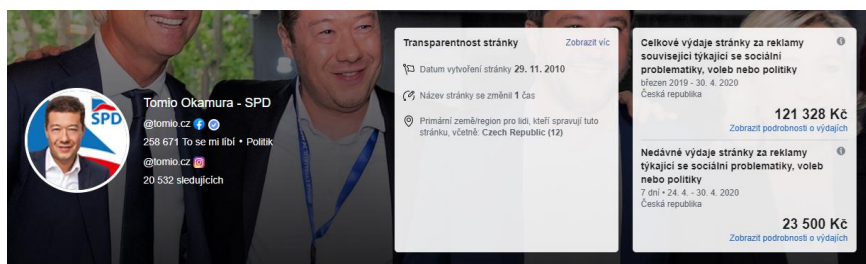 SPD
Tomio Okamura - SPD
@tomio.cz
258 671 To se mi líbí • Politik
@tomio.cz
20 532 sledujících
Transparentnost stránky Zobrazit víc
Datum vytvoření stránky 29. 11. 2010
Název stránky se změnil 1 čas
Primární země/region pro lidi, kteří spravují tuto
stránku, včetně: Czech Republic (12)
Celkové výdaje stránky za reklamy
související týkající se sociální
problematiky, voleb nebo politiky
březen 2019 - 30. 4. 2020
Česká republika
121 328 Kč
Zobrazit podrobnosti o výdajích
Nedávné výdaje stránky za reklamy
týkající se sociální problematiky, voleb
nebo politiky
7 dní • 24. 4. - 30. 4. 2020
Česká republika
23 500 Kč
Zobrazit podrobnosti o výdajích